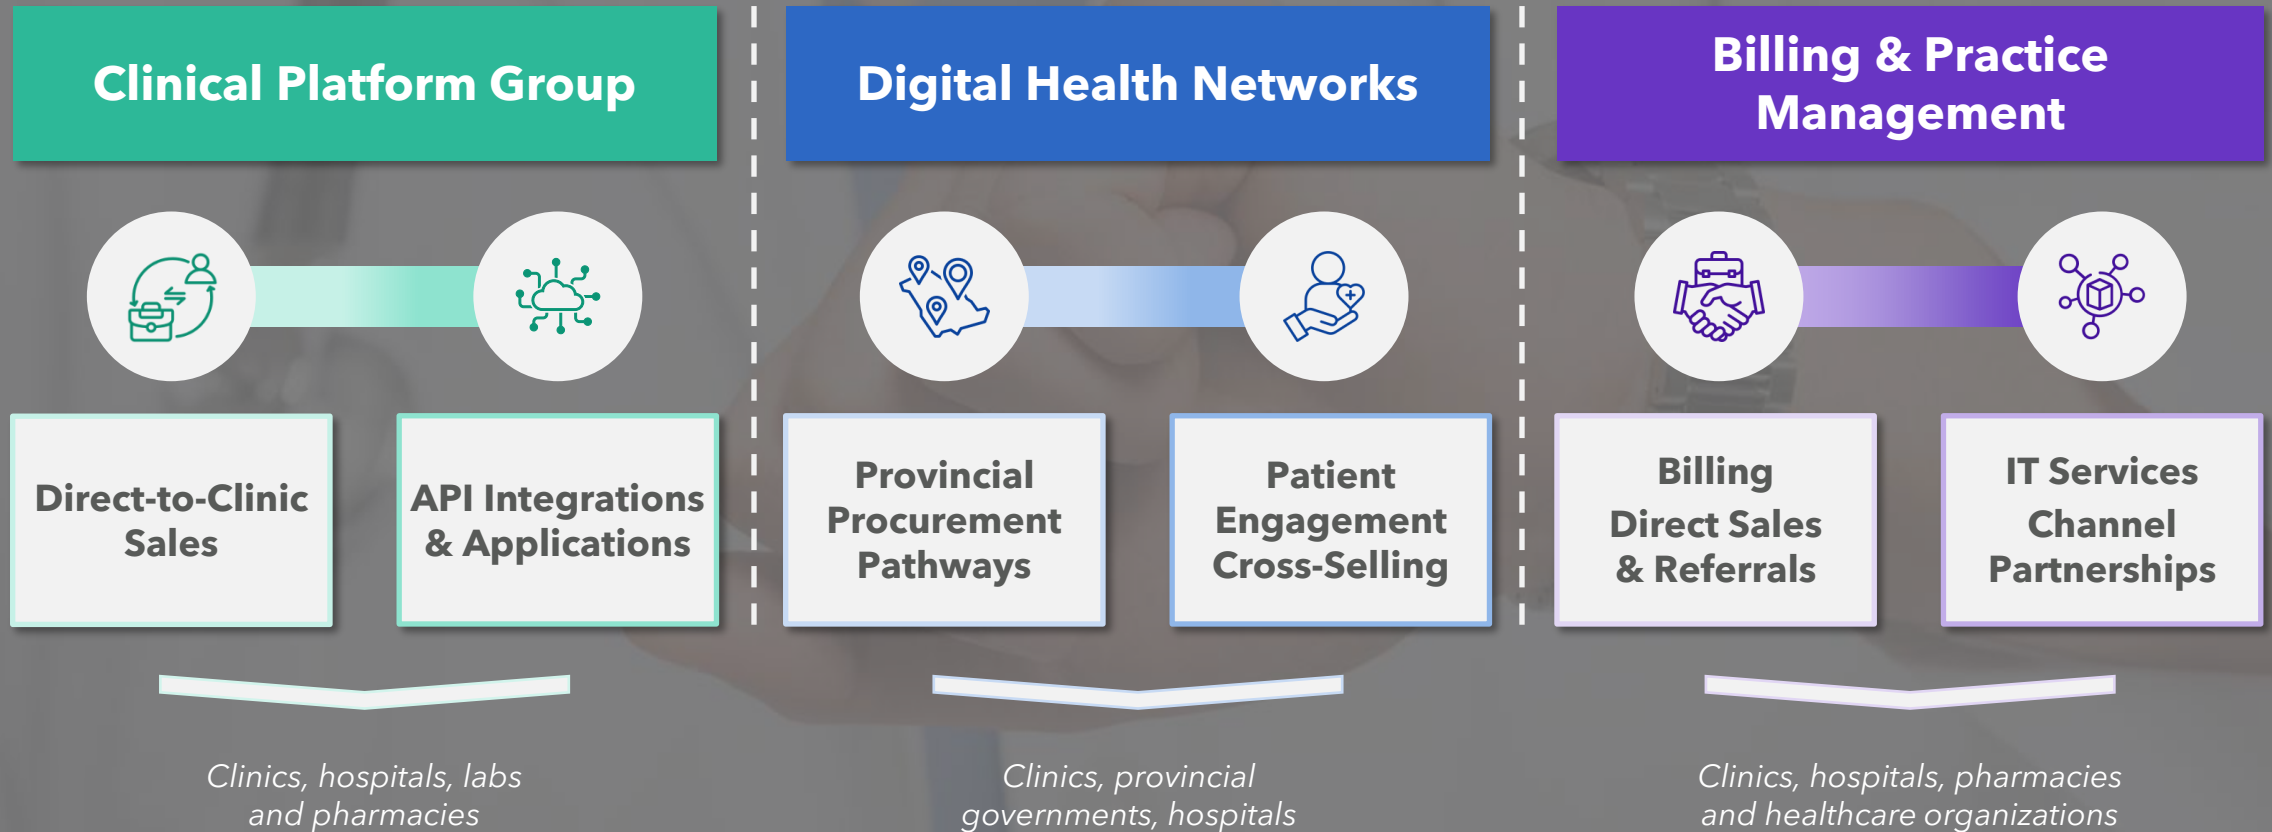 Clinical Platform Group
Direct-to-Clinic
Sales
API Integrations
& Applications
Clinics, hospitals, labs
and pharmacies
Digital Health Networks
Provincial
Procurement
Pathways
Patient
Engagement
Cross-Selling
Clinics, provincial
governments, hospitals
Billing & Practice
Management
Billing
Direct Sales
& Referrals
IT Services
Channel
Partnerships
Clinics, hospitals, pharmacies
and healthcare organizations